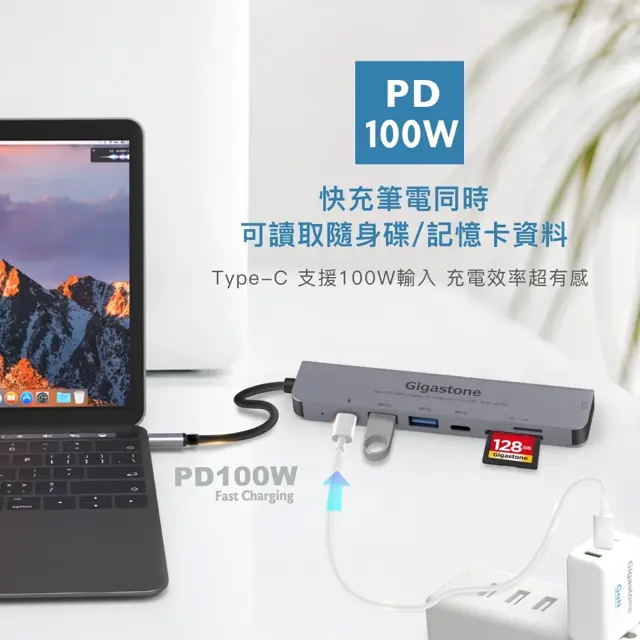 PD
100W
快充筆電同時
可讀取隨身碟/記憶卡資料
Type-C 支援100W輸入 充電效率超有感
Gigastone
PD100W
Fast Charging
128GB
Gigastone
Gigastone
GaN